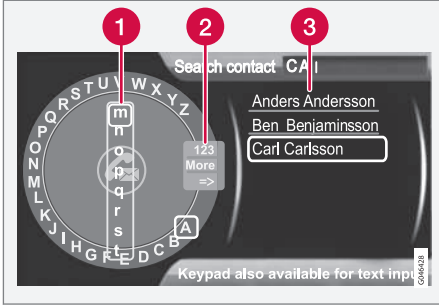 1 2 3
Search contact CA|
A B C D E F G H I J K L M N O P Q R S T U V W X Y Z
m
n
o
p
q
r
s
t
123
More
=>
Anders Andersson
Ben Benjaminsson
Carl Carlsson
Keypad also available for text inpu
G046428